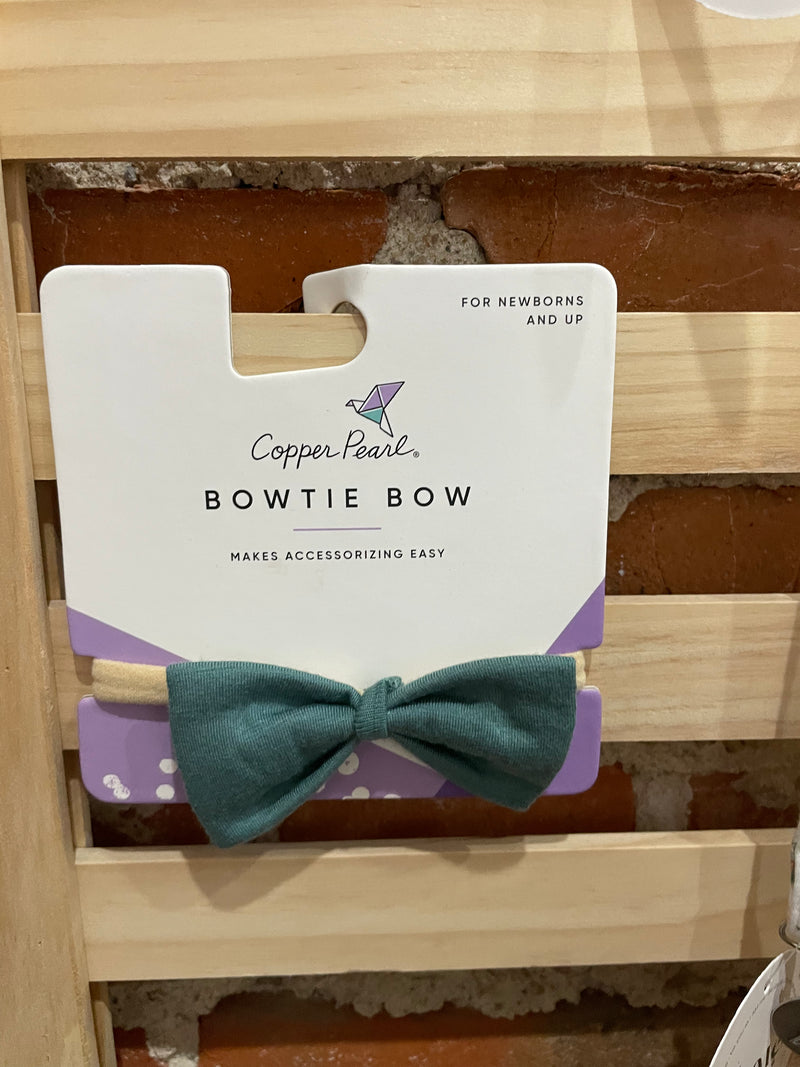 FOR NEWBORNS
AND UP
Copper Pearl®
BOWTIE BOW
MAKES ACCESSORIZING EASY